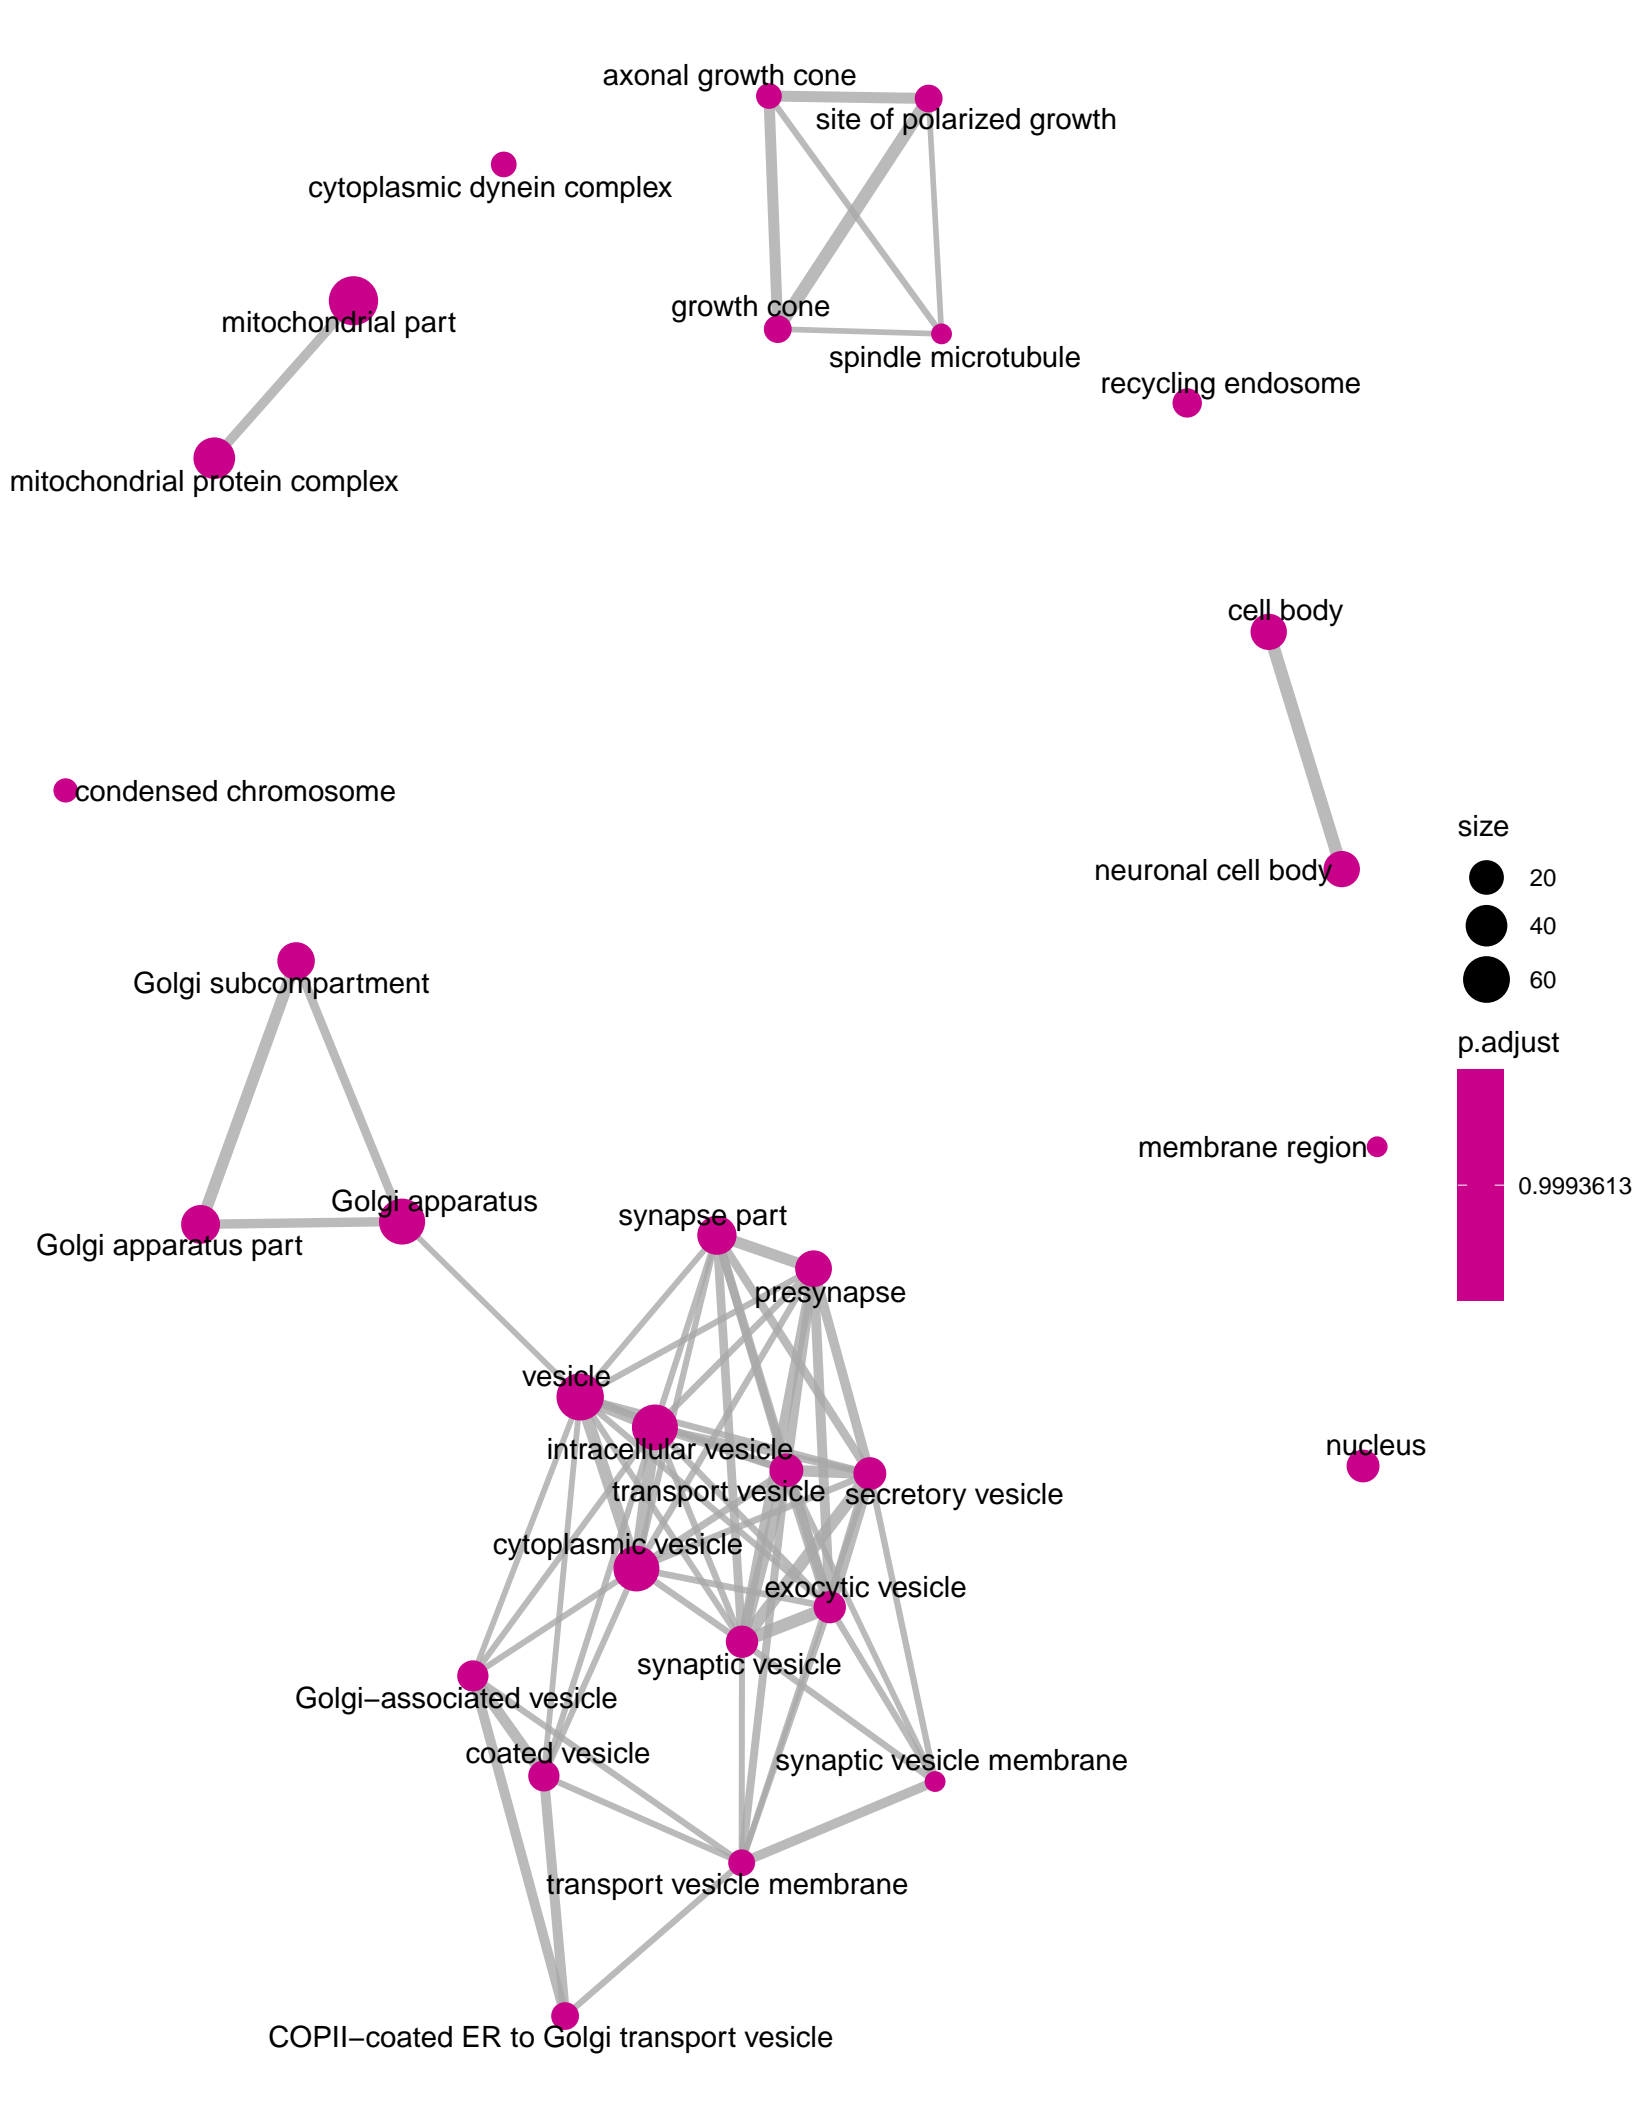 axonal growth cone
site of polarized growth
cytoplasmic dynein complex
growth cone
mitochondrial part
spindle microtubule
recycling endosome
mitochondrial protein complex
cell body
condensed chromosome
size
neuronal cell body
20
40
60
Golgi subcompartment
p.adjust
membrane region
0.9993613
Golgi apparatus
synapse part
Golgi apparatus part
presynapse
vesicle
nucleus
intracellular vesicle
transport vesicle
secretory vesicle
cytoplasmic vesicle
exocytic vesicle
synaptic vesicle
Golgi−associated vesicle
coated vesicle
synaptic vesicle membrane
transport vesicle membrane
COPII−coated ER to Golgi transport vesicle